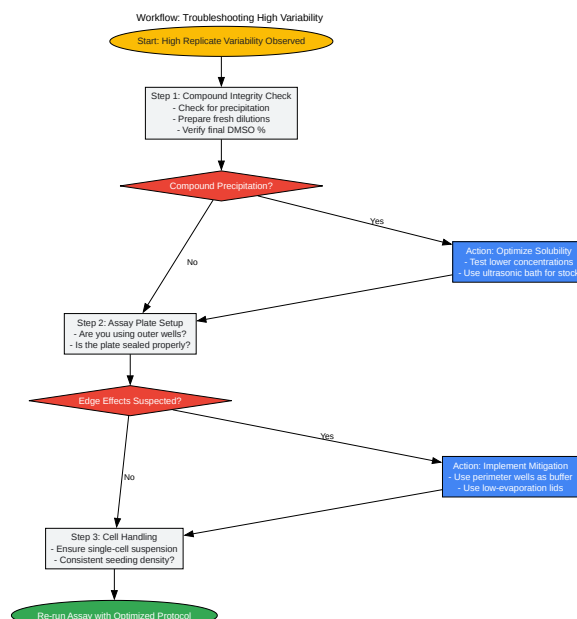 Workflow: Troubleshooting High Variability
Start: High Replicate Variability Observed
Step 1: Compound Integrity Check
- Check for precipitation
- Prepare fresh dilutions
- Verify final DMSO %
Compound Precipitation?
Yes
No
Action: Optimize Solubility
- Test lower concentrations
- Use ultrasonic bath for stock
Step 2: Assay Plate Setup
- Are you using outer wells?
- Is the plate sealed properly?
Edge Effects Suspected?
Yes
No
Action: Implement Mitigation
- Use perimeter wells as buffer
- Use low-evaporation lids
Step 3: Cell Handling
- Ensure single-cell suspension
- Consistent seeding density?
Re-run Assay with Optimized Protocol